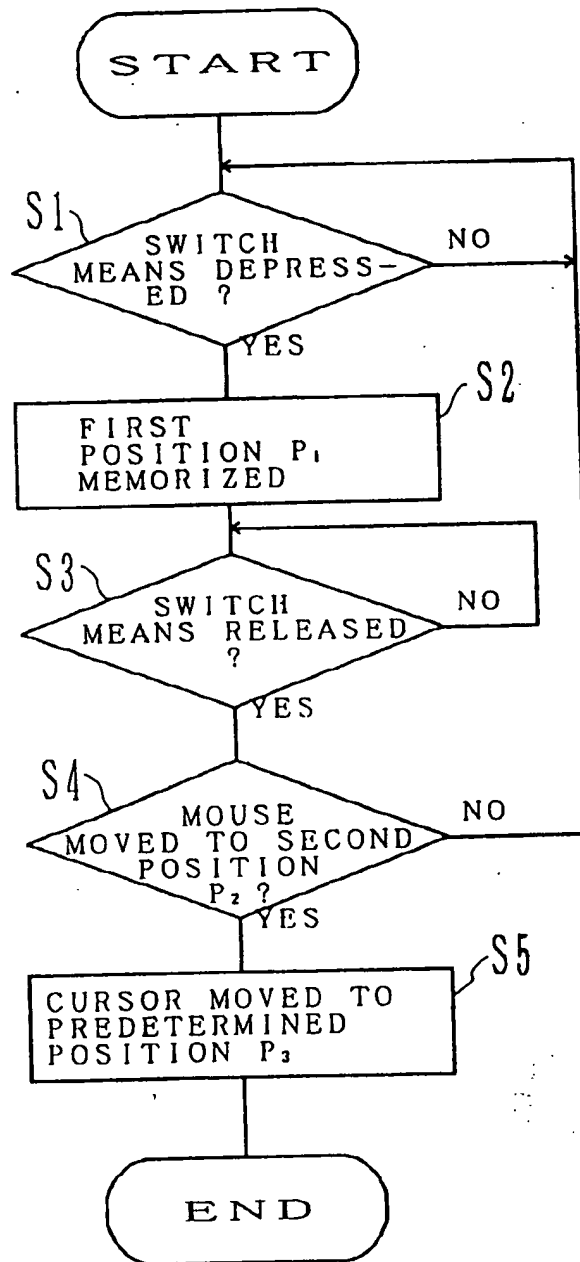 START
S1
SWITCH
MEANS DEPRESS-
ED ?
NO
YES
S2
FIRST
POSITION P₁
MEMORIZED
S3
SWITCH
MEANS RELEASED
?
NO
YES
S4
MOUSE
MOVED TO SECOND
POSITION
P₂ ?
NO
YES
S5
CURSOR MOVED TO
PREDETERMINED
POSITION P₃
END